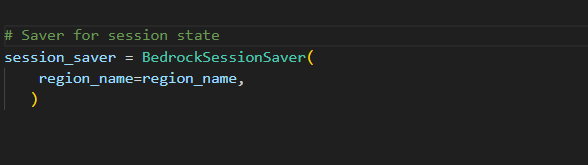 # Saver for session state
session_saver = BedrockSessionSaver(
    region_name=region_name,
   )